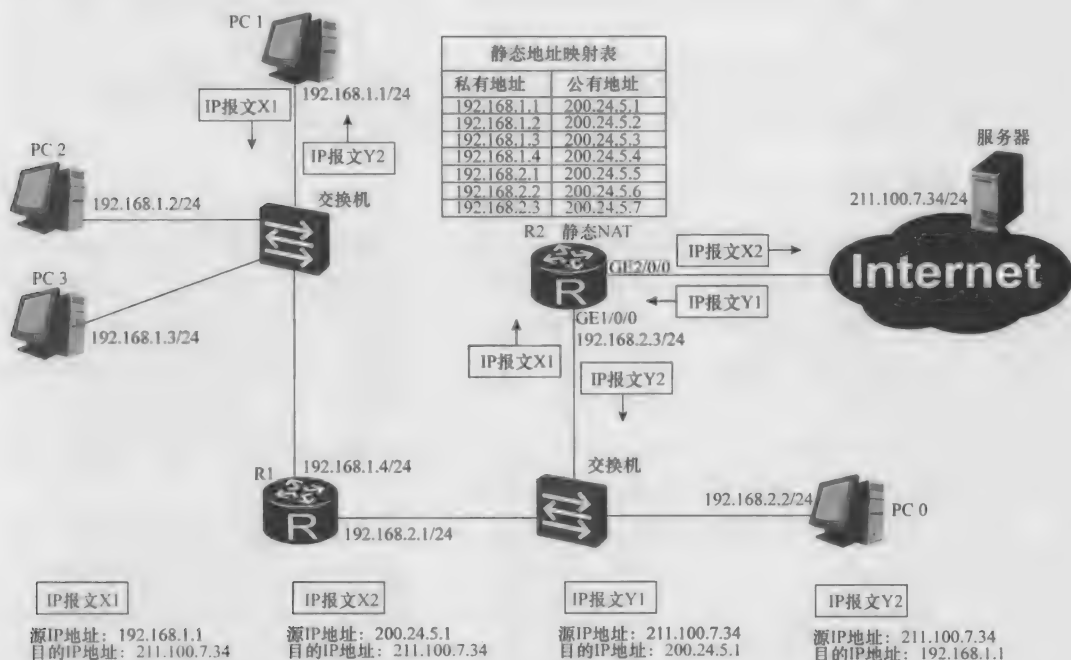 PC 1
192.168.1.1/24
IP报文X1
IP报文Y2
PC 2
192.168.1.2/24
交换机
PC 3
192.168.1.3/24
静态地址映射表
私有地址 公有地址
192.168.1.1 200.24.5.1
192.168.1.2 200.24.5.2
192.168.1.3 200.24.5.3
192.168.1.4 200.24.5.4
192.168.2.1 200.24.5.5
192.168.2.2 200.24.5.6
192.168.2.3 200.24.5.7
R2 静态NAT
R
GE2/0/0
IP报文X2
IP报文Y1
服务器
211.100.7.34/24
Internet
GE1/0/0
192.168.2.3/24
IP报文X1
IP报文Y2
R1
192.168.1.4/24
R
192.168.2.1/24
交换机
192.168.2.2/24
PC 0
IP报文X1
源IP地址: 192.168.1.1
目的IP地址: 211.100.7.34
IP报文X2
源IP地址: 200.24.5.1
目的IP地址: 211.100.7.34
IP报文Y1
源IP地址: 211.100.7.34
目的IP地址: 200.24.5.1
IP报文Y2
源IP地址: 211.100.7.34
目的IP地址: 192.168.1.1